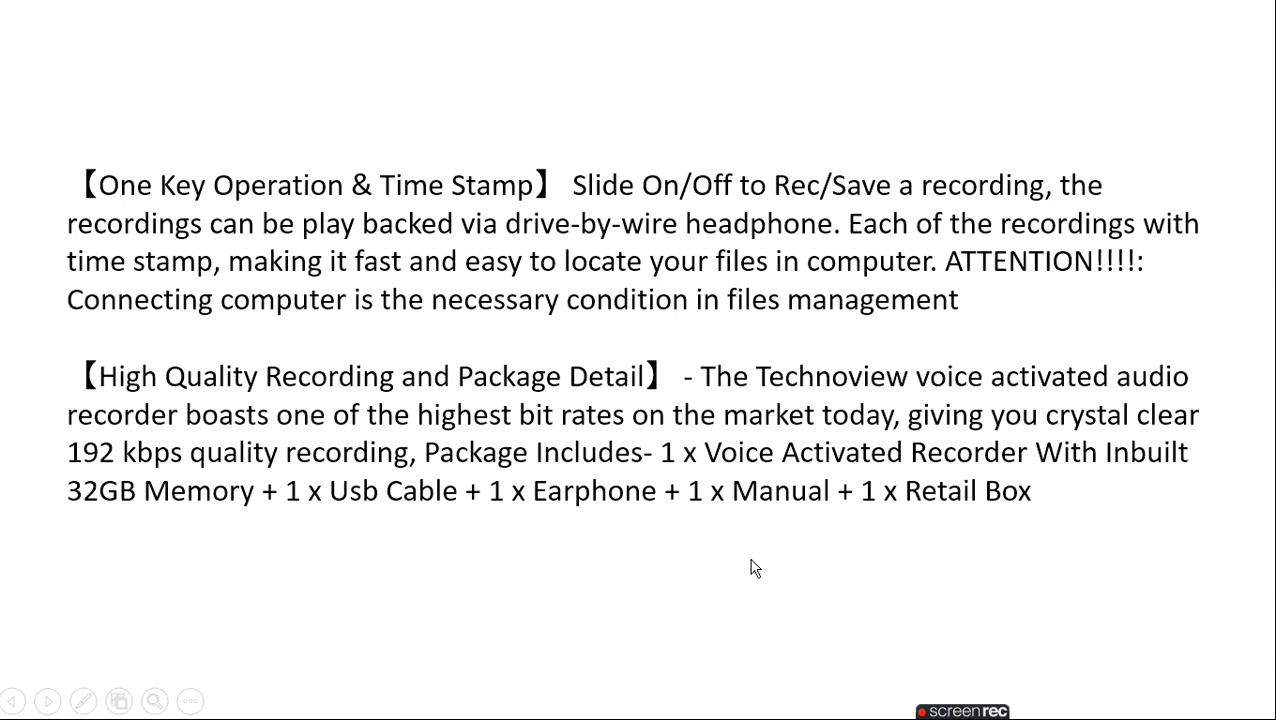 【One Key Operation & Time Stamp】 Slide On/Off to Rec/Save a recording, the
recordings can be play backed via drive-by-wire headphone. Each of the recordings with
time stamp, making it fast and easy to locate your files in computer. ATTENTION!!!!:
Connecting computer is the necessary condition in files management
【High Quality Recording and Package Detail】 - The Technoview voice activated audio
recorder boasts one of the highest bit rates on the market today, giving you crystal clear
192 kbps quality recording, Package Includes- 1 x Voice Activated Recorder With Inbuilt
32GB Memory + 1 x Usb Cable + 1 x Earphone + 1 x Manual + 1 x Retail Box
screenrec